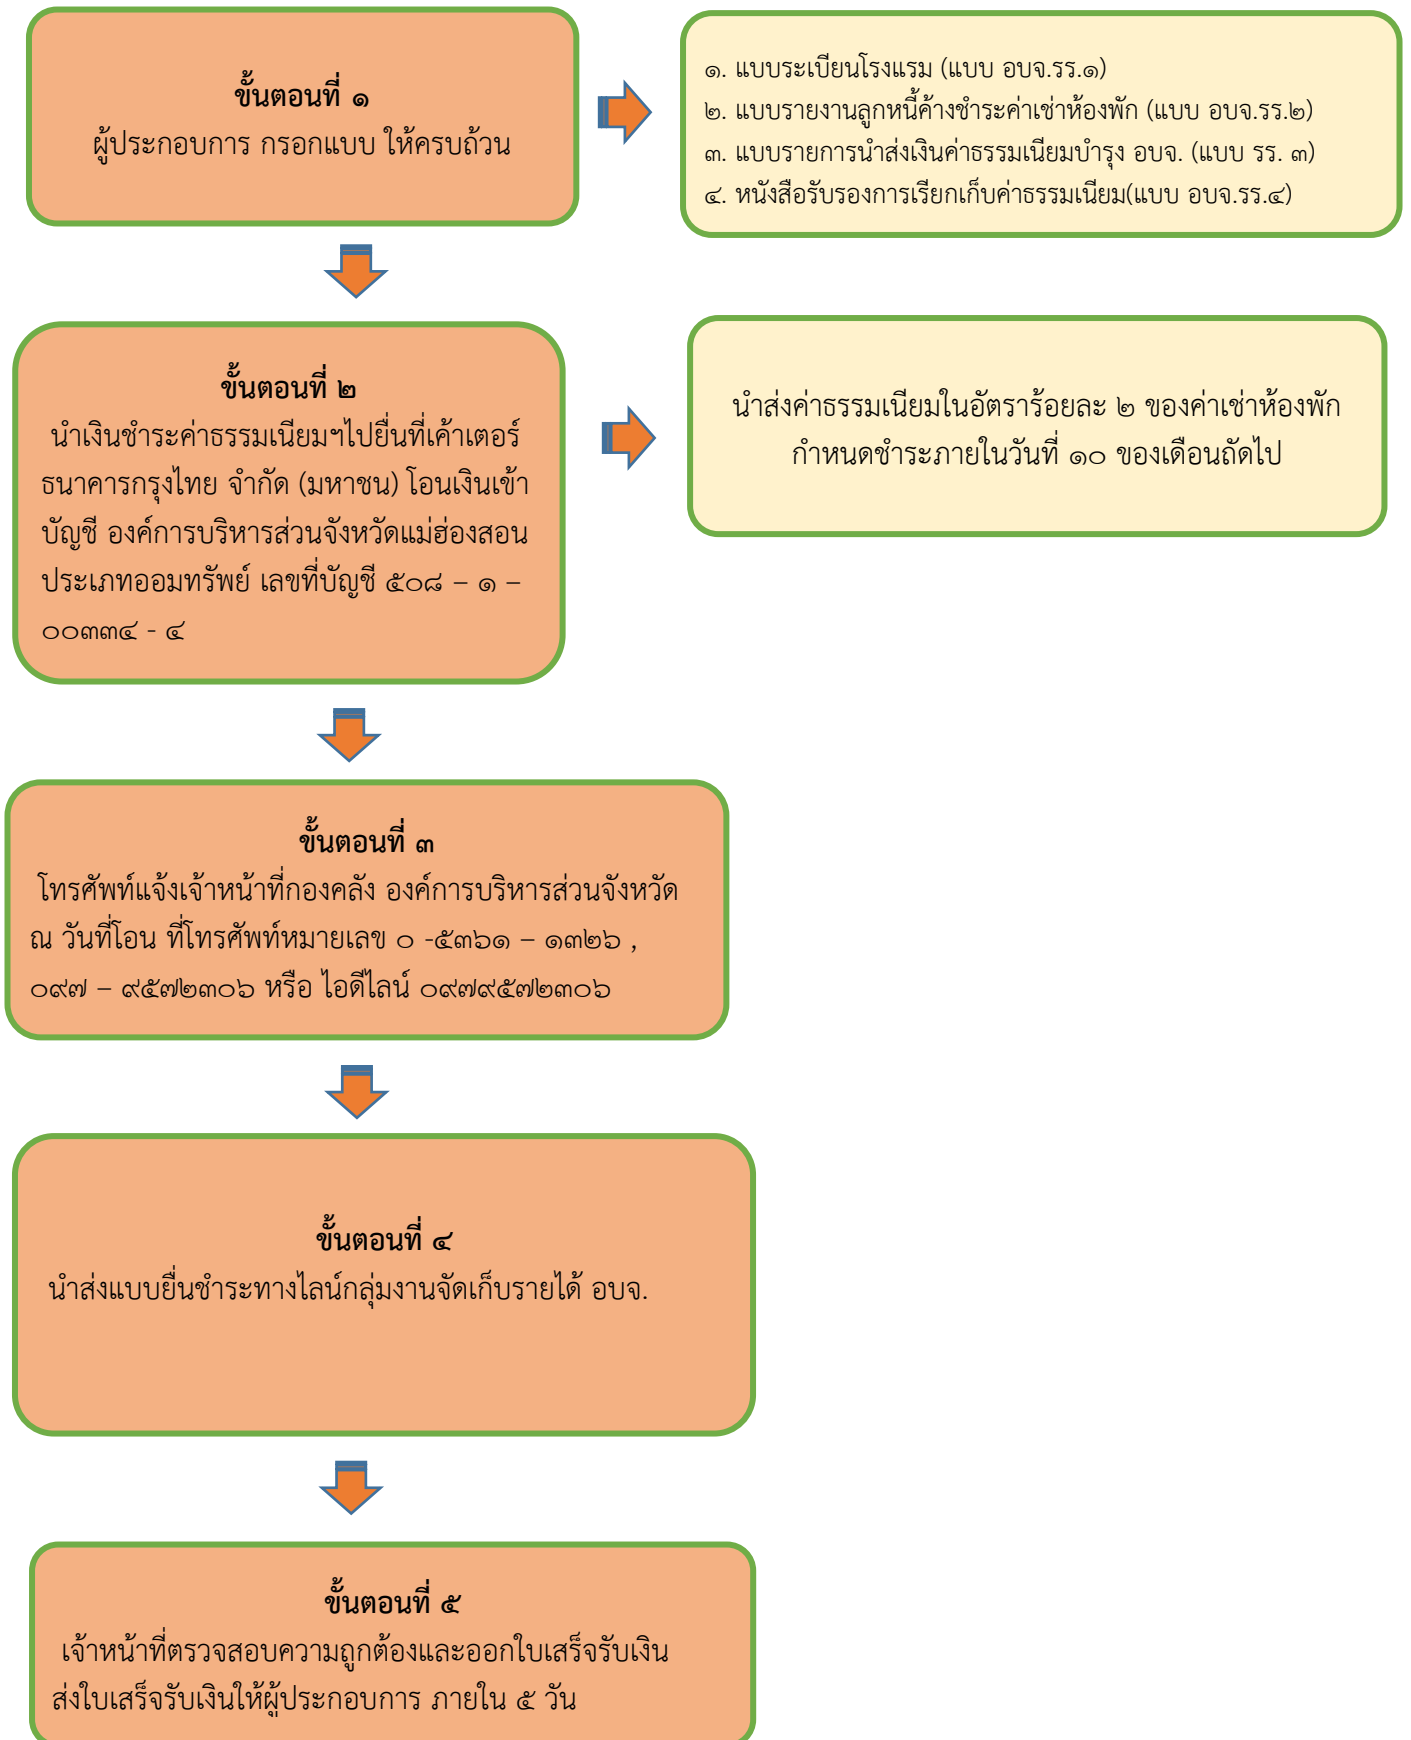 ขั้นตอนที่ ๑
ผู้ประกอบการ กรอกแบบ ให้ครบถ้วน
๑. แบบระเบียนโรงแรม (แบบ อบจ.รร.๑)
๒. แบบรายงานลูกหนี้ค้างชำระค่าเช่าห้องพัก (แบบ อบจ.รร.๒)
๓. แบบรายการนำส่งเงินค่าธรรมเนียมบำรุง อบจ. (แบบ รร. ๓)
๔. หนังสือรับรองการเรียกเก็บค่าธรรมเนียม(แบบ อบจ.รร.๔)
ขั้นตอนที่ ๒
นำเงินชำระค่าธรรมเนียมฯไปยื่นที่เค้าเตอร์
ธนาคารกรุงไทย จำกัด (มหาชน) โอนเงินเข้า
บัญชี องค์การบริหารส่วนจังหวัดแม่ฮ่องสอน
ประเภทออมทรัพย์ เลขที่บัญชี ๕๐๘ – ๑ –
๐๐๓๓๔ - ๔
นำส่งค่าธรรมเนียมในอัตราร้อยละ ๒ ของค่าเช่าห้องพัก
กำหนดชำระภายในวันที่ ๑๐ ของเดือนถัดไป
ขั้นตอนที่ ๓
โทรศัพท์แจ้งเจ้าหน้าที่กองคลัง องค์การบริหารส่วนจังหวัด
ณ วันที่โอน ที่โทรศัพท์หมายเลข ๐ -๕๓๖๑ – ๑๓๒๖ ,
๐๙๗ – ๙๕๗๒๓๐๖ หรือ ไอดีไลน์ ๐๙๗๙๕๗๒๓๐๖
ขั้นตอนที่ ๔
นำส่งแบบยื่นชำระทางไลน์กลุ่มงานจัดเก็บรายได้ อบจ.
ขั้นตอนที่ ๕
เจ้าหน้าที่ตรวจสอบความถูกต้องและออกใบเสร็จรับเงิน
ส่งใบเสร็จรับเงินให้ผู้ประกอบการ ภายใน ๕ วัน